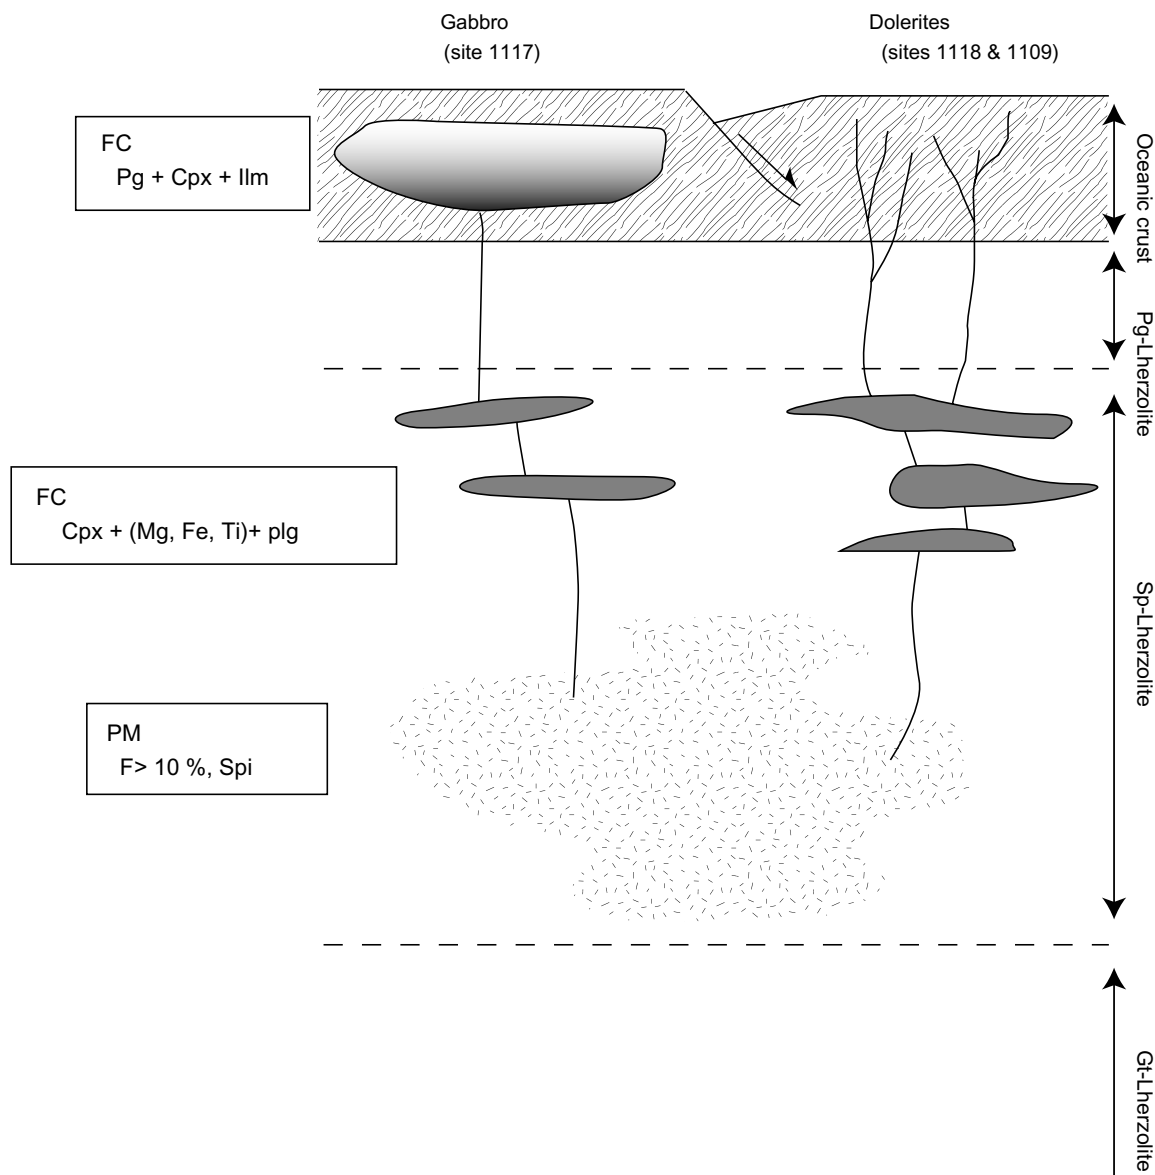 Gabbro
(site 1117)
Dolerites
(sites 1118 & 1109)
FC
Pg + Cpx + Ilm
Oceanic crust
Pg-Lherzolite
FC
Cpx + (Mg, Fe, Ti)+ plg
Sp-Lherzolite
PM
F> 10 %, Spi
Gt-Lherzolite